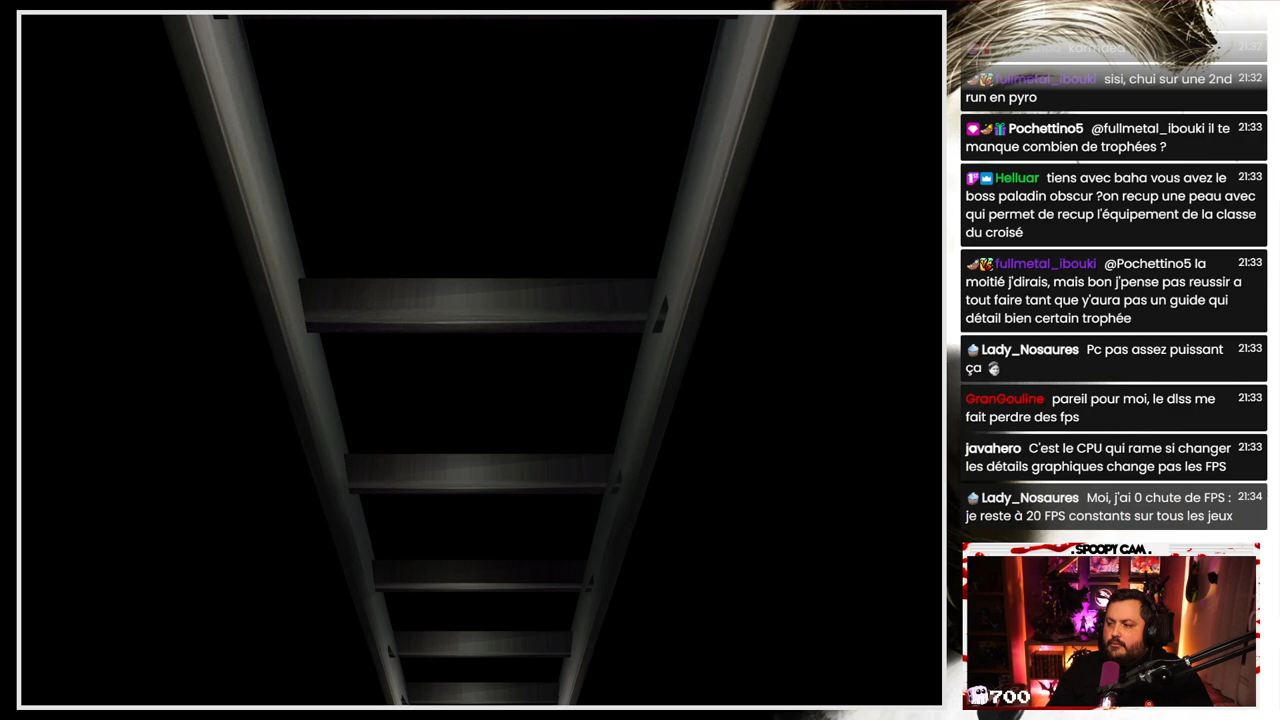 karmaea 21:32
fullmetal_ibouki sisi, chui sur une 2nd 21:32
run en pyro
Pochettino5 @fullmetal_ibouki il te 21:33
manque combien de trophées ?
Helluar tiens avec baha vous avez le 21:33
boss paladin obscur ?on recup une peau avec
qui permet de recup l'équipement de la classe
du croisé
fullmetal_ibouki @Pochettino5 la 21:33
moitié j'dirais, mais bon j'pense pas reussir a
tout faire tant que y'aura pas un guide qui
détail bien certain trophée
Lady_Nosaures Pc pas assez puissant 21:33
ça
GranGouline pareil pour moi, le dlss me 21:33
fait perdre des fps
javahero C'est le CPU qui rame si changer 21:33
les détails graphiques change pas les FPS
Lady_Nosaures Moi, j'ai 0 chute de FPS : 21:34
je reste à 20 FPS constants sur tous les jeux
. SPOOPY CAM .
700